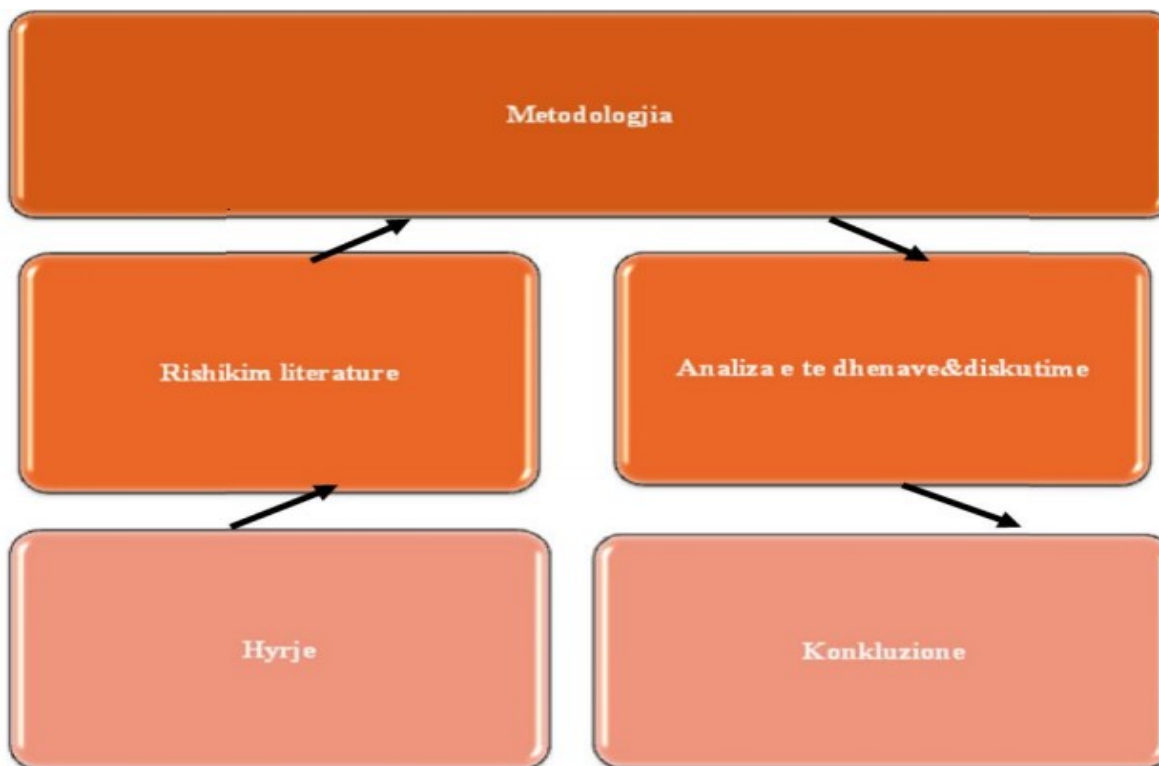 Metodologjia
Rishikim literature
Analiza e te dhenave&diskutime
Hyrje
Konkluzione